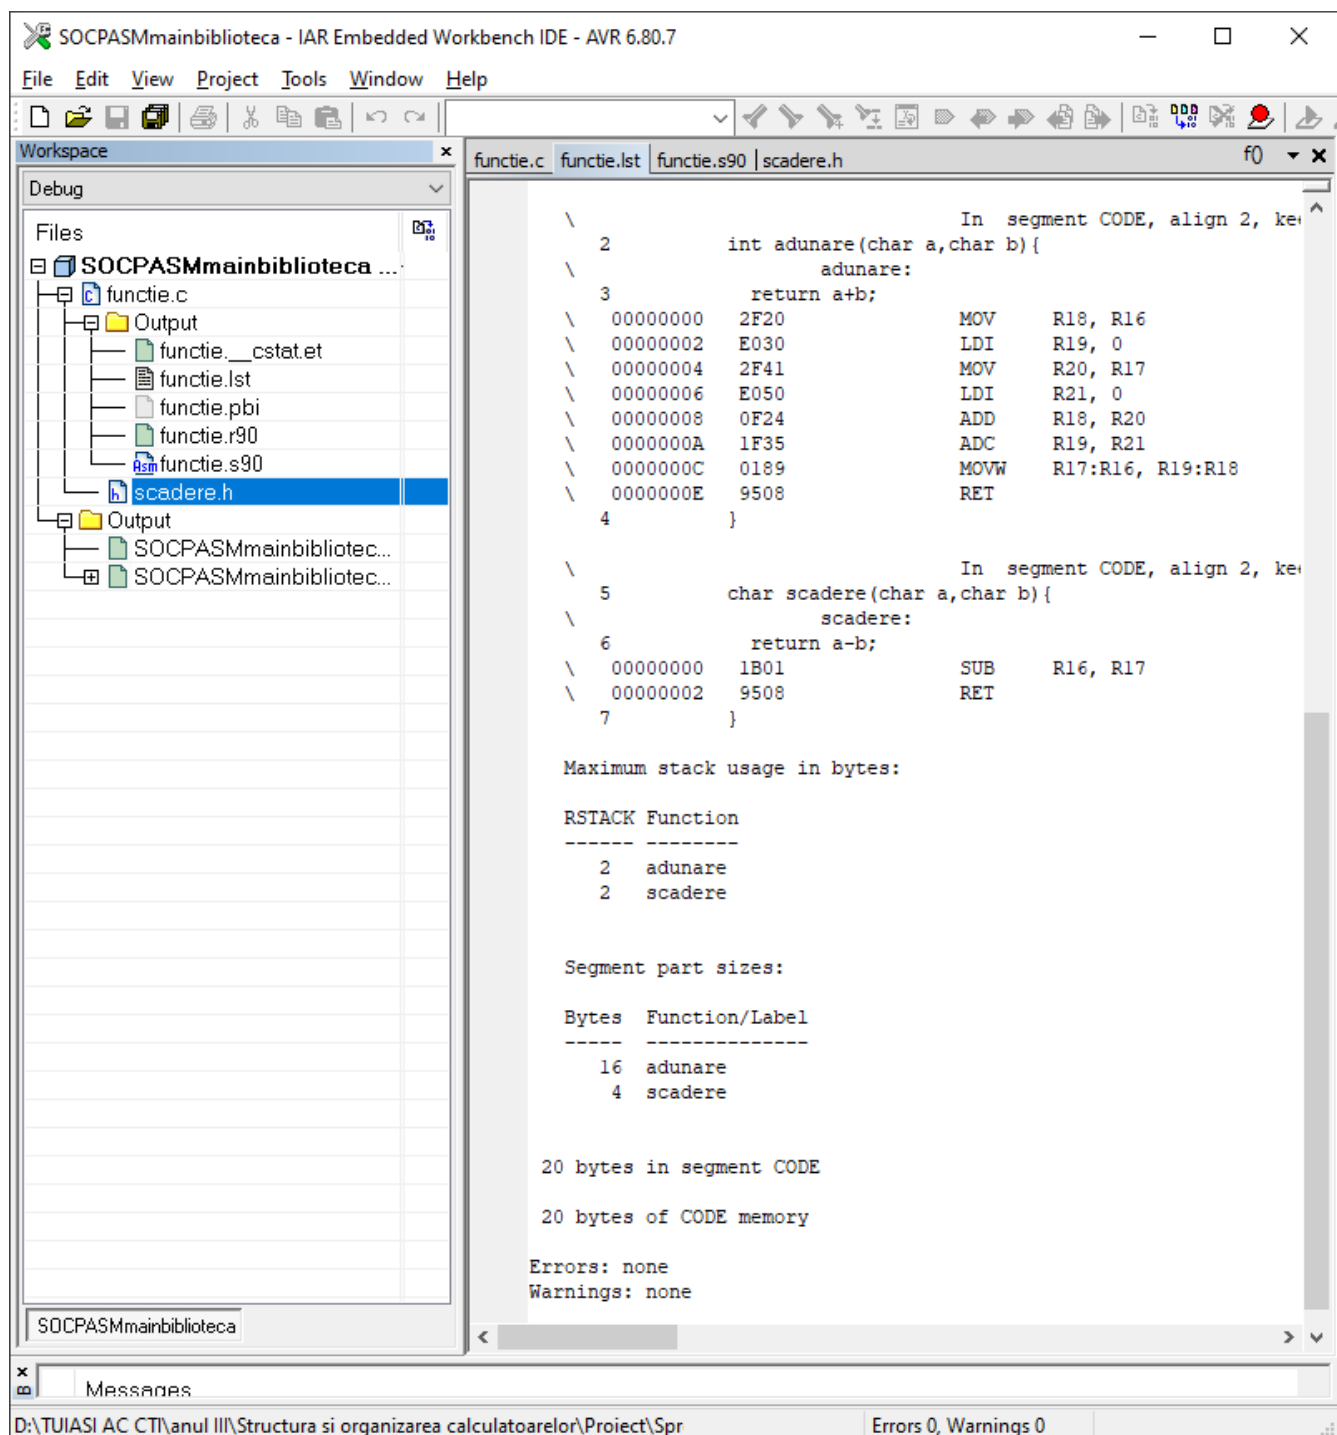 SOCPASMmainbiblioteca - IAR Embedded Workbench IDE - AVR 6.80.7
File Edit View Project Tools Window Help
Workspace
Debug
Files
SOCPASMmainbiblioteca ...
functie.c
Output
functie.__cstat.et
functie.lst
functie.pbi
functie.r90
functie.s90
scadere.h
Output
SOCPASMmainbibliotec...
SOCPASMmainbibliotec...
SOCPASMmainbiblioteca
functie.c functie.lst functie.s90 | scadere.h f()
\ In segment CODE, align 2,
2 int adunare(char a,char b){
\ adunare:
3 return a+b;
\ 00000000 2F20 MOV R18, R16
\ 00000002 E030 LDI R19, 0
\ 00000004 2F41 MOV R20, R17
\ 00000006 E050 LDI R21, 0
\ 00000008 0F24 ADD R18, R20
\ 0000000A 1F35 ADC R19, R21
\ 0000000C 0189 MOVW R17:R16, R19:R18
\ 0000000E 9508 RET
4 }
\ In segment CODE, align 2,
5 char scadere(char a,char b){
\ scadere:
6 return a-b;
\ 00000000 1B01 SUB R16, R17
\ 00000002 9508 RET
7 }
Maximum stack usage in bytes:
RSTACK Function
------ --------
2 adunare
2 scadere
Segment part sizes:
Bytes Function/Label
----- --------------
16 adunare
4 scadere
20 bytes in segment CODE
20 bytes of CODE memory
Errors: none
Warnings: none
Messages
D:\TUIASI AC CTI\anul III\Structura si organizarea calculatoarelor\Proiect\Spr
Errors 0, Warnings 0